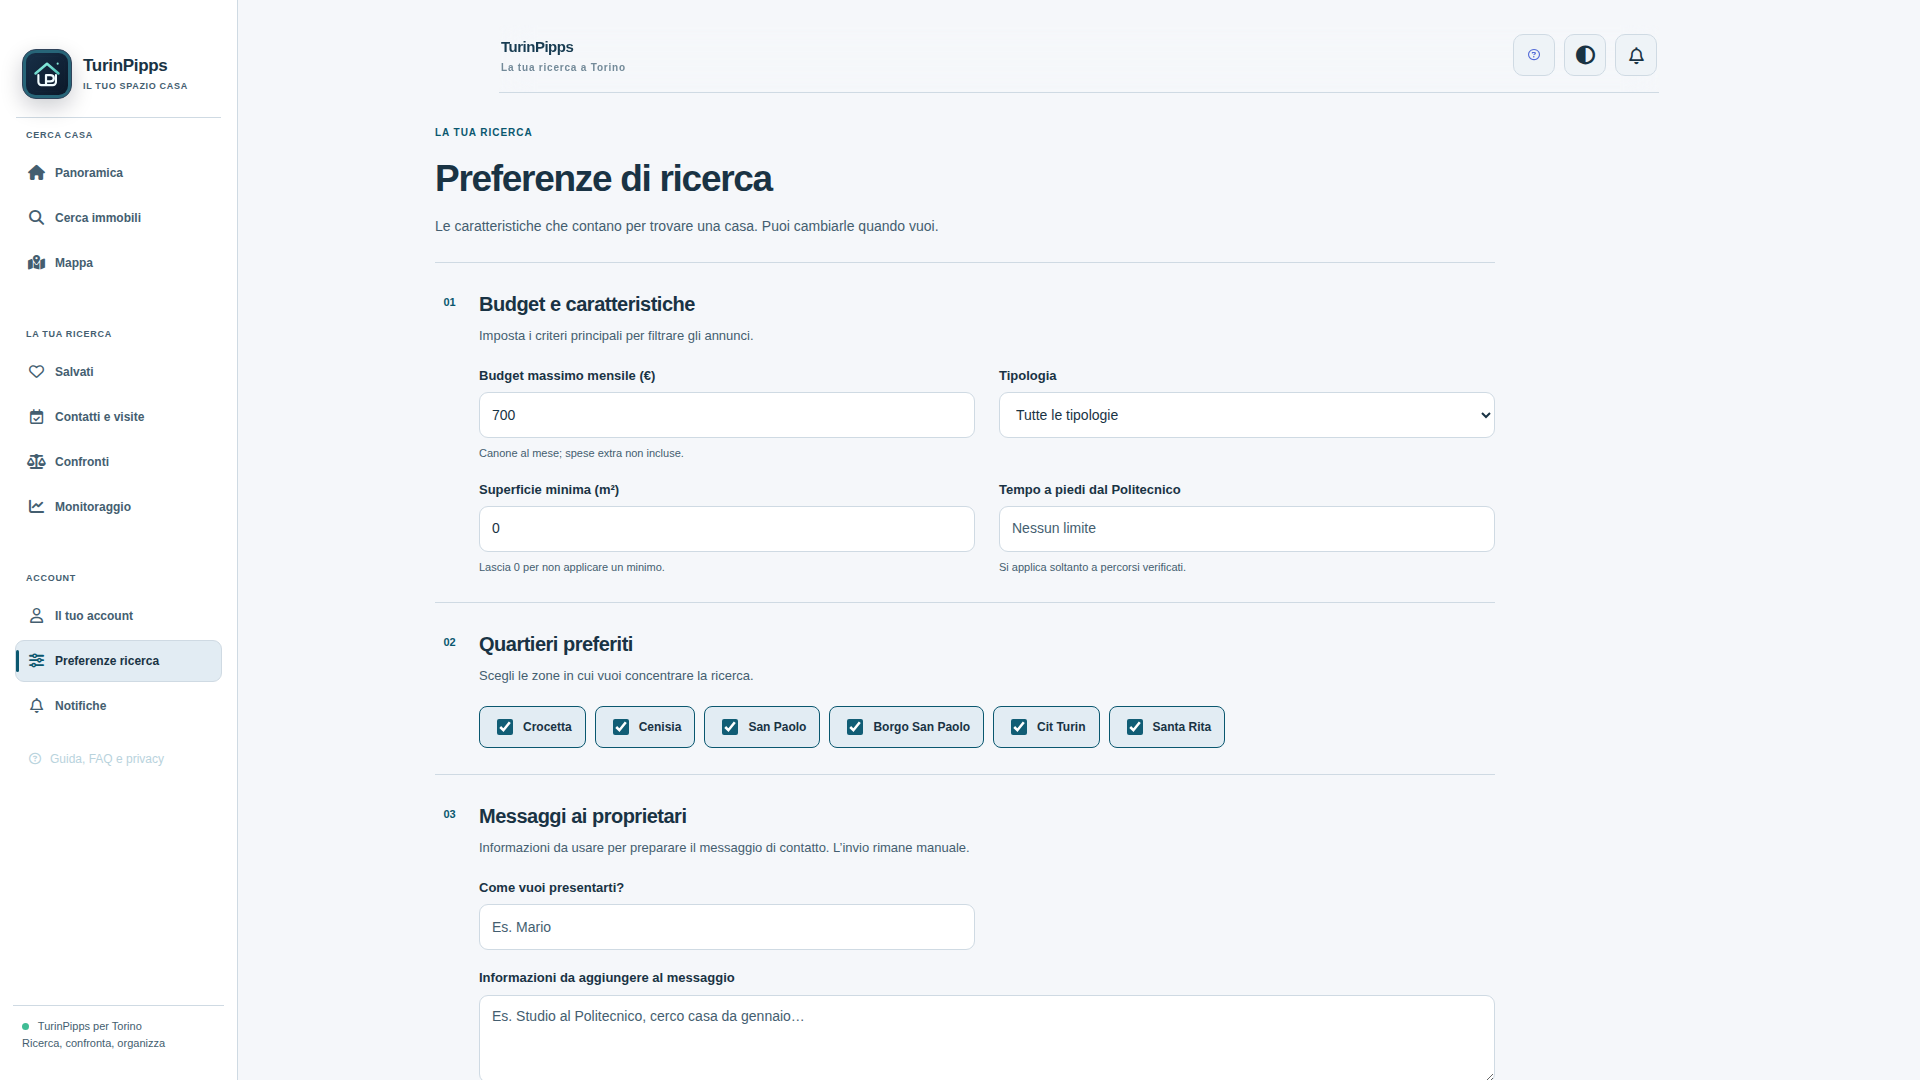 TurinPipps
IL TUO SPAZIO CASA
CERCA CASA
Panoramica
Cerca immobili
Mappa
LA TUA RICERCA
Salvati
Contatti e visite
Confronti
Monitoraggio
ACCOUNT
Il tuo account
Preferenze ricerca
Notifiche
Guida, FAQ e privacy
TurinPipps per Torino
Ricerca, confronta, organizza
TurinPipps
La tua ricerca a Torino
LA TUA RICERCA
Preferenze di ricerca
Le caratteristiche che contano per trovare una casa. Puoi cambiarle quando vuoi.
01 Budget e caratteristiche
Imposta i criteri principali per filtrare gli annunci.
Budget massimo mensile (€)
700
Canone al mese; spese extra non incluse.
Tipologia
Tutte le tipologie
Superficie minima (m²)
0
Lascia 0 per non applicare un minimo.
Tempo a piedi dal Politecnico
Nessun limite
Si applica soltanto a percorsi verificati.
02 Quartieri preferiti
Scegli le zone in cui vuoi concentrare la ricerca.
Crocetta Cenisia San Paolo Borgo San Paolo Cit Turin Santa Rita
03 Messaggi ai proprietari
Informazioni da usare per preparare il messaggio di contatto. L'invio rimane manuale.
Come vuoi presentarti?
Es. Mario
Informazioni da aggiungere al messaggio
Es. Studio al Politecnico, cerco casa da gennaio…